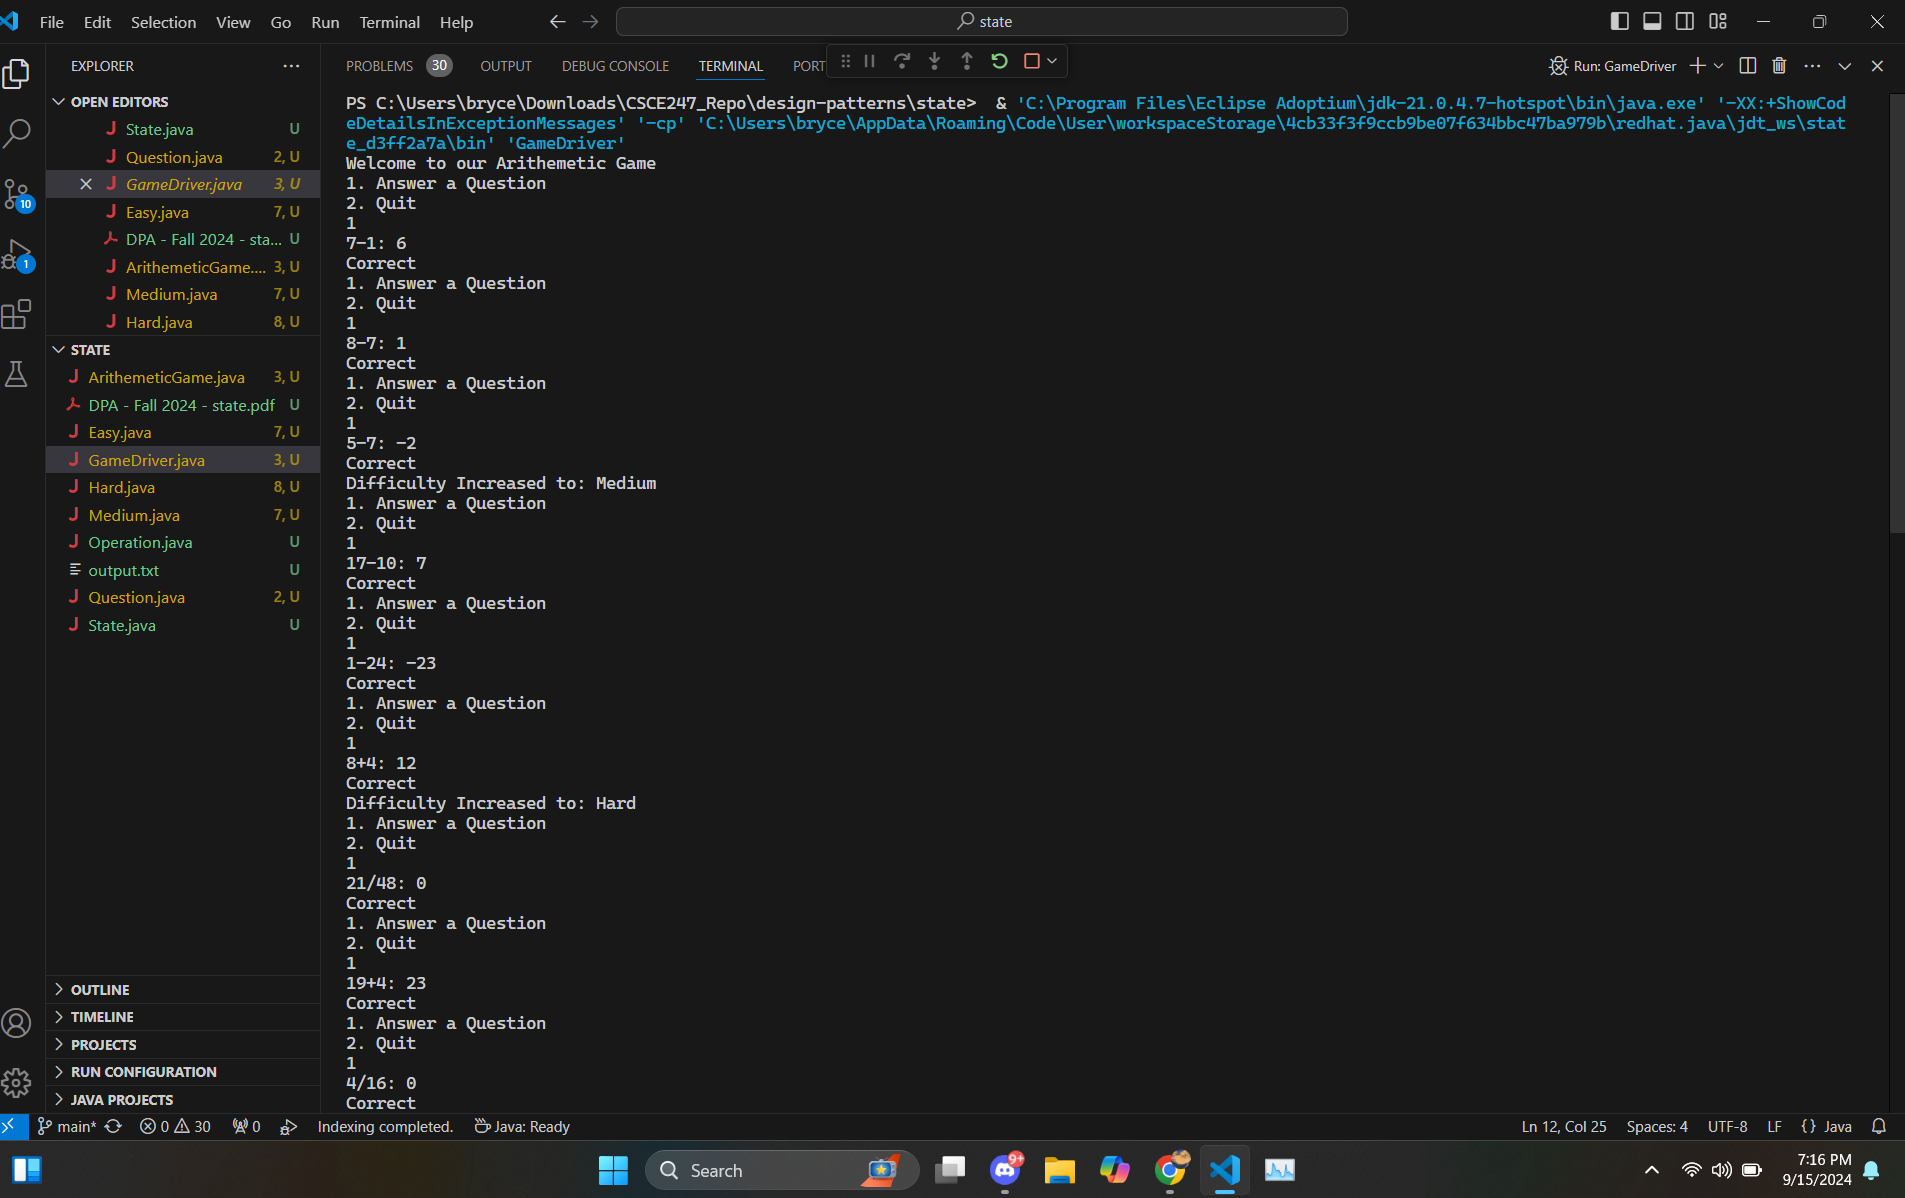 File Edit Selection View Go Run Terminal Help
state
EXPLORER
OPEN EDITORS
State.java U
Question.java 2, U
GameDriver.java 3, U
Easy.java 7, U
DPA - Fall 2024 - sta... U
ArithemeticGame.... 3, U
Medium.java 7, U
Hard.java 8, U
STATE
ArithemeticGame.java 3, U
DPA - Fall 2024 - state.pdf U
Easy.java 7, U
GameDriver.java 3, U
Hard.java 8, U
Medium.java 7, U
Operation.java U
output.txt U
Question.java 2, U
State.java U
OUTLINE
TIMELINE
PROJECTS
RUN CONFIGURATION
JAVA PROJECTS
10
1
PROBLEMS 30 OUTPUT DEBUG CONSOLE TERMINAL PORT
Run: GameDriver
PS C:\Users\bryce\Downloads\CSCE247_Repo\design-patterns\state> & 'C:\Program Files\Eclipse Adoptium\jdk-21.0.4.7-hotspot\bin\java.exe' '-XX:+ShowCod
eDetailsInExceptionMessages' '-cp' 'C:\Users\bryce\AppData\Roaming\Code\User\workspaceStorage\4cb33f3f9ccb9be07f634bbc47ba979b\redhat.java\jdt_ws\stat
e_d3ff2a7a\bin' 'GameDriver'
Welcome to our Arithemetic Game
1. Answer a Question
2. Quit
1
7-1: 6
Correct
1. Answer a Question
2. Quit
1
8-7: 1
Correct
1. Answer a Question
2. Quit
1
5-7: -2
Correct
Difficulty Increased to: Medium
1. Answer a Question
2. Quit
1
17-10: 7
Correct
1. Answer a Question
2. Quit
1
1-24: -23
Correct
1. Answer a Question
2. Quit
1
8+4: 12
Correct
Difficulty Increased to: Hard
1. Answer a Question
2. Quit
1
21/48: 0
Correct
1. Answer a Question
2. Quit
1
19+4: 23
Correct
1. Answer a Question
2. Quit
1
4/16: 0
Correct
main* 0 30 0 Indexing completed. Java: Ready
Ln 12, Col 25 Spaces: 4 UTF-8 LF {} Java
Search
9+
7:16 PM
9/15/2024